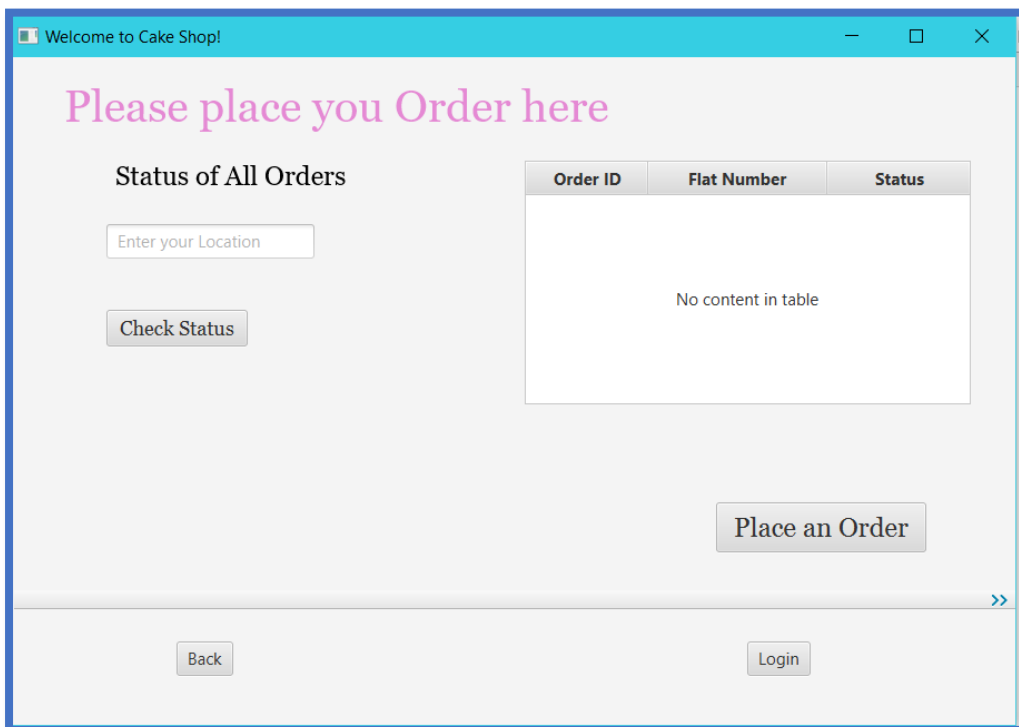 Welcome to Cake Shop!
Please place you Order here
Status of All Orders
Order ID Flat Number Status
Enter your Location
No content in table
Check Status
Place an Order
>>
Back Login